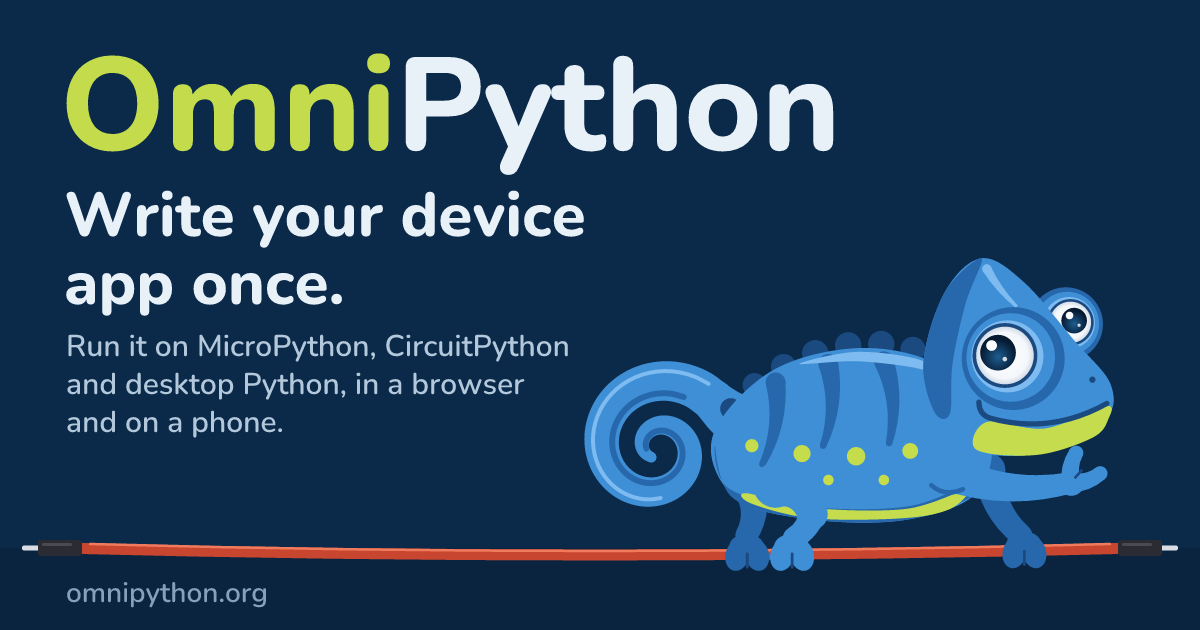 OmniPython
Write your device
app once.
Run it on MicroPython, CircuitPython
and desktop Python, in a browser
and on a phone.
omnipython.org